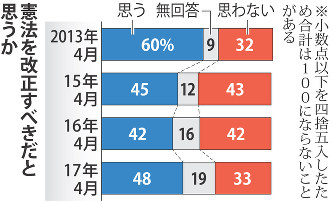 憲法を改正すべきだと
思うか
思う 無回答 思わない
2013年
4月
60% 9 32
15年
4月
45 12 43
16年
4月
42 16 42
17年
4月
48 19 33
※小数点以下を四捨五入したた
め合計は100にならないこと
がある